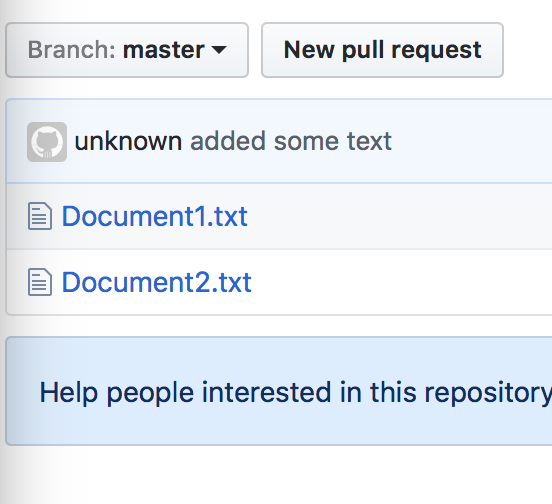 Branch: master New pull request
unknown added some text
Document1.txt
Document2.txt
Help people interested in this repository